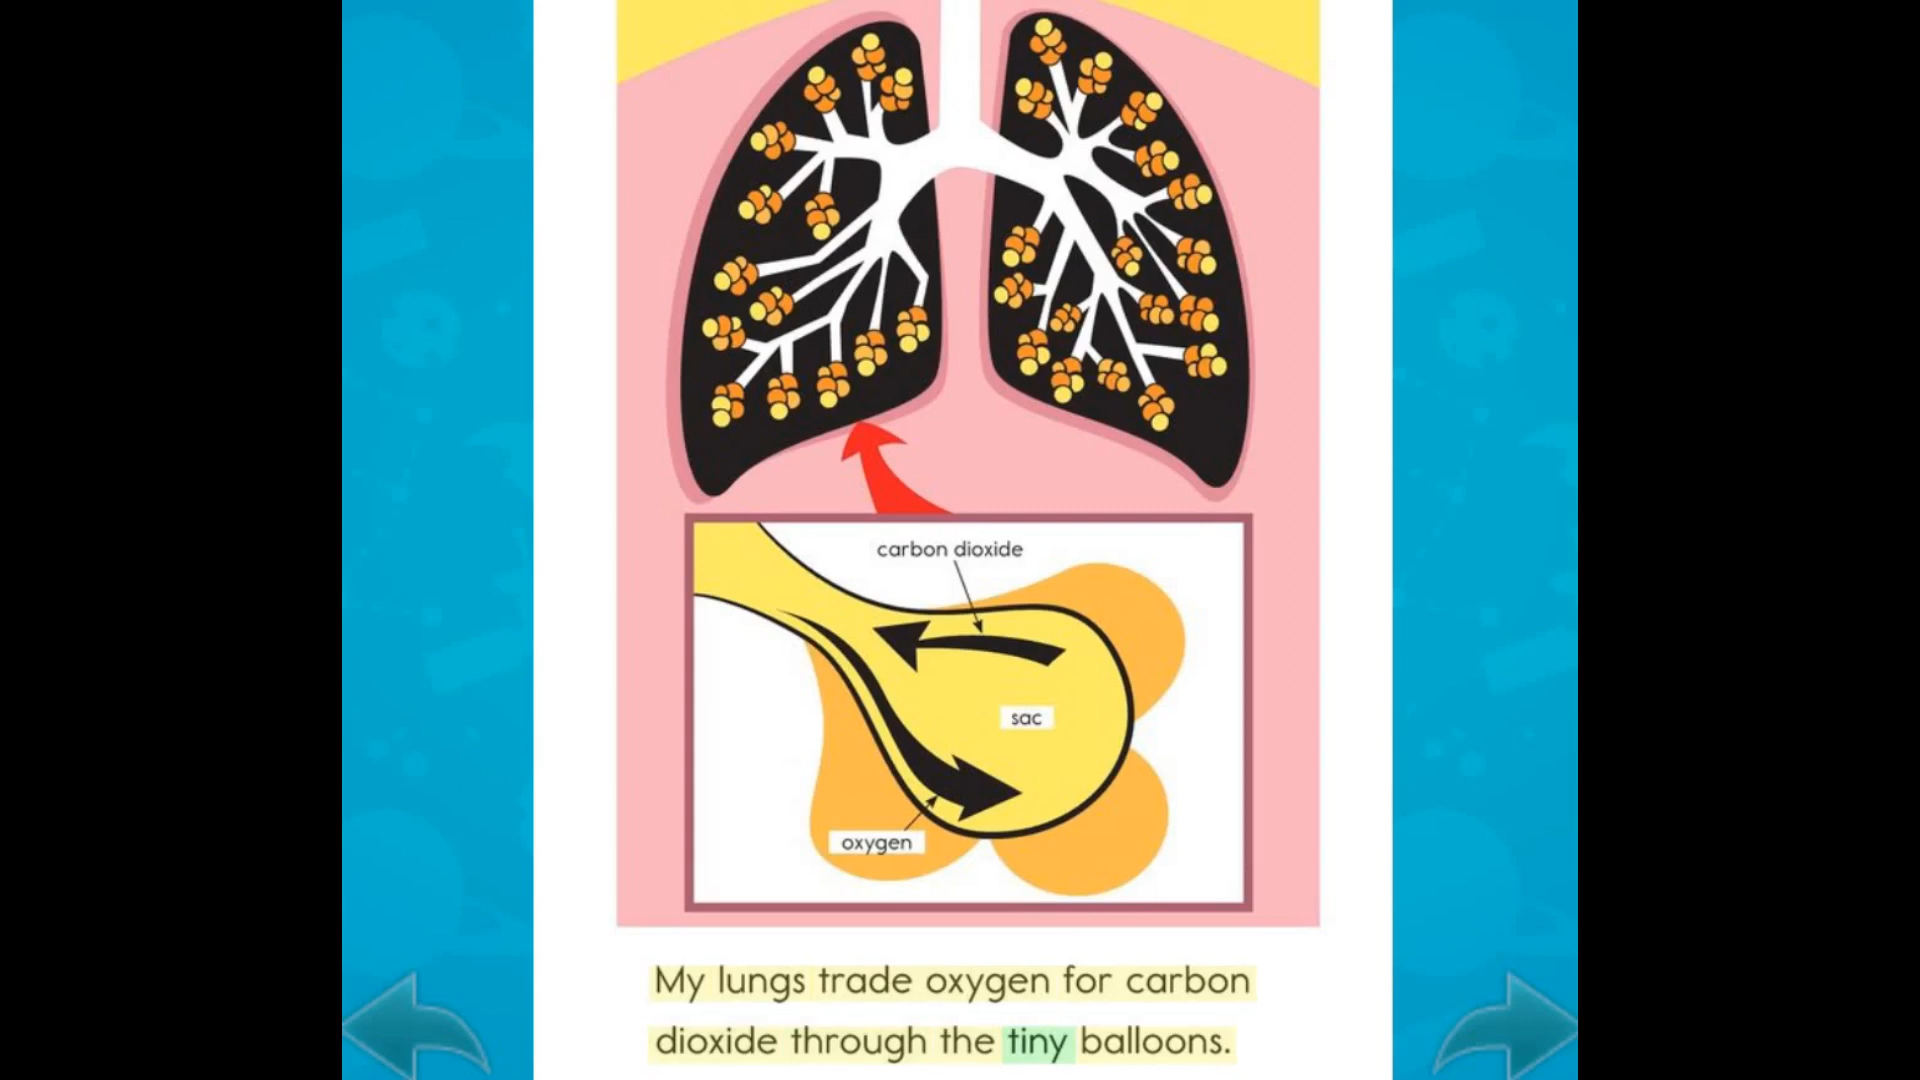 carbon dioxide
sac
oxygen
My lungs trade oxygen for carbon
dioxide through the tiny balloons.